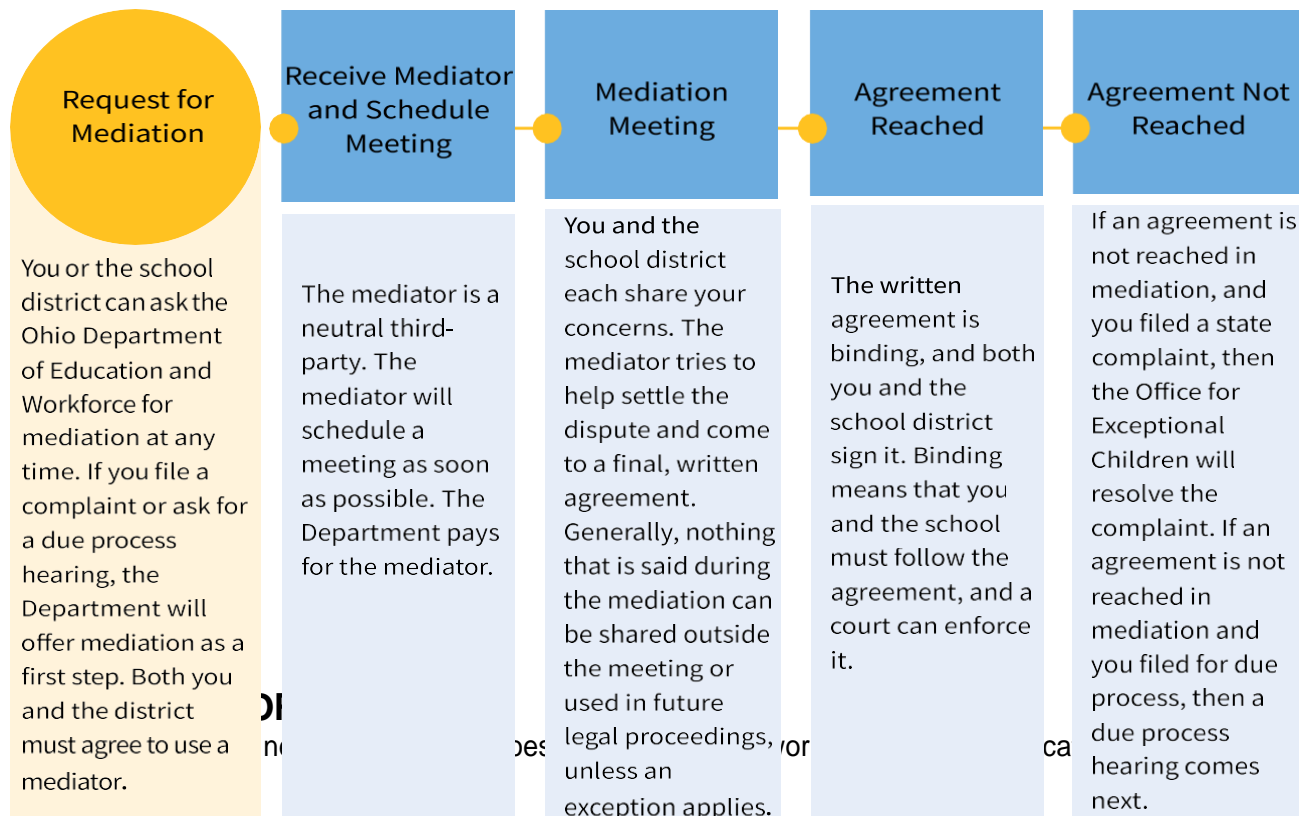 Request for
Mediation
You or the school
district can ask the
Ohio Department
of Education and
Workforce for
mediation at any
time. If you file a
complaint or ask for
a due process
hearing, the
Department will
offer mediation as a
first step. Both you
and the district
must agree to use a
mediator.
Receive Mediator
and Schedule
Meeting
The mediator is a
neutral third-
party. The
mediator will
schedule a
meeting as soon
as possible. The
Department pays
for the mediator.
Mediation
Meeting
You and the
school district
each share your
concerns. The
mediator tries to
help settle the
dispute and come
to a final, written
agreement.
Generally, nothing
that is said during
the mediation can
be shared outside
the meeting or
used in future
legal proceedings,
unless an
exception applies.
Agreement
Reached
The written
agreement is
binding, and both
you and the
school district
sign it. Binding
means that you
and the school
must follow the
agreement, and a
court can enforce
it.
Agreement Not
Reached
If an agreement is
not reached in
mediation, and
you filed a state
complaint, then
the Office for
Exceptional
Children will
resolve the
complaint. If an
agreement is not
reached in
mediation and
you filed for due
process, then a
due process
hearing comes
next.